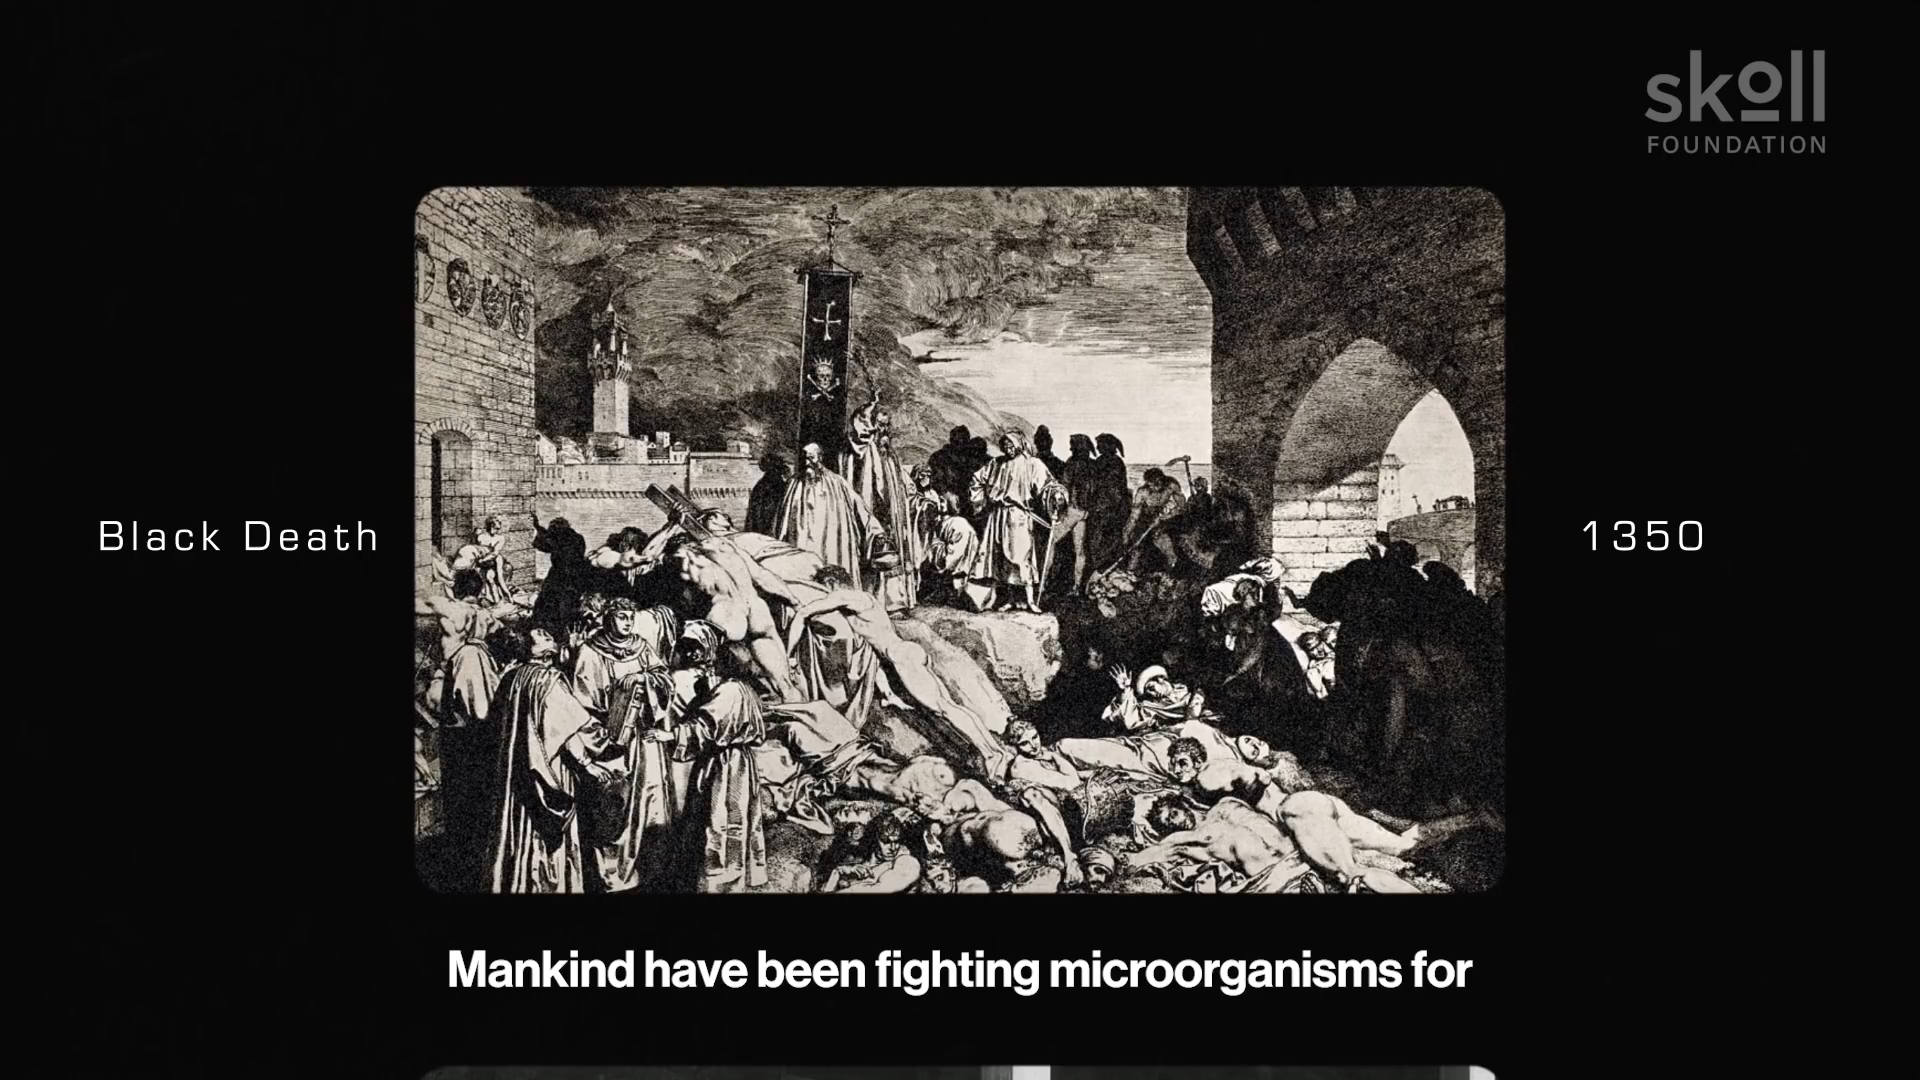 skoll
FOUNDATION
Black Death
1350
Mankind have been fighting microorganisms for